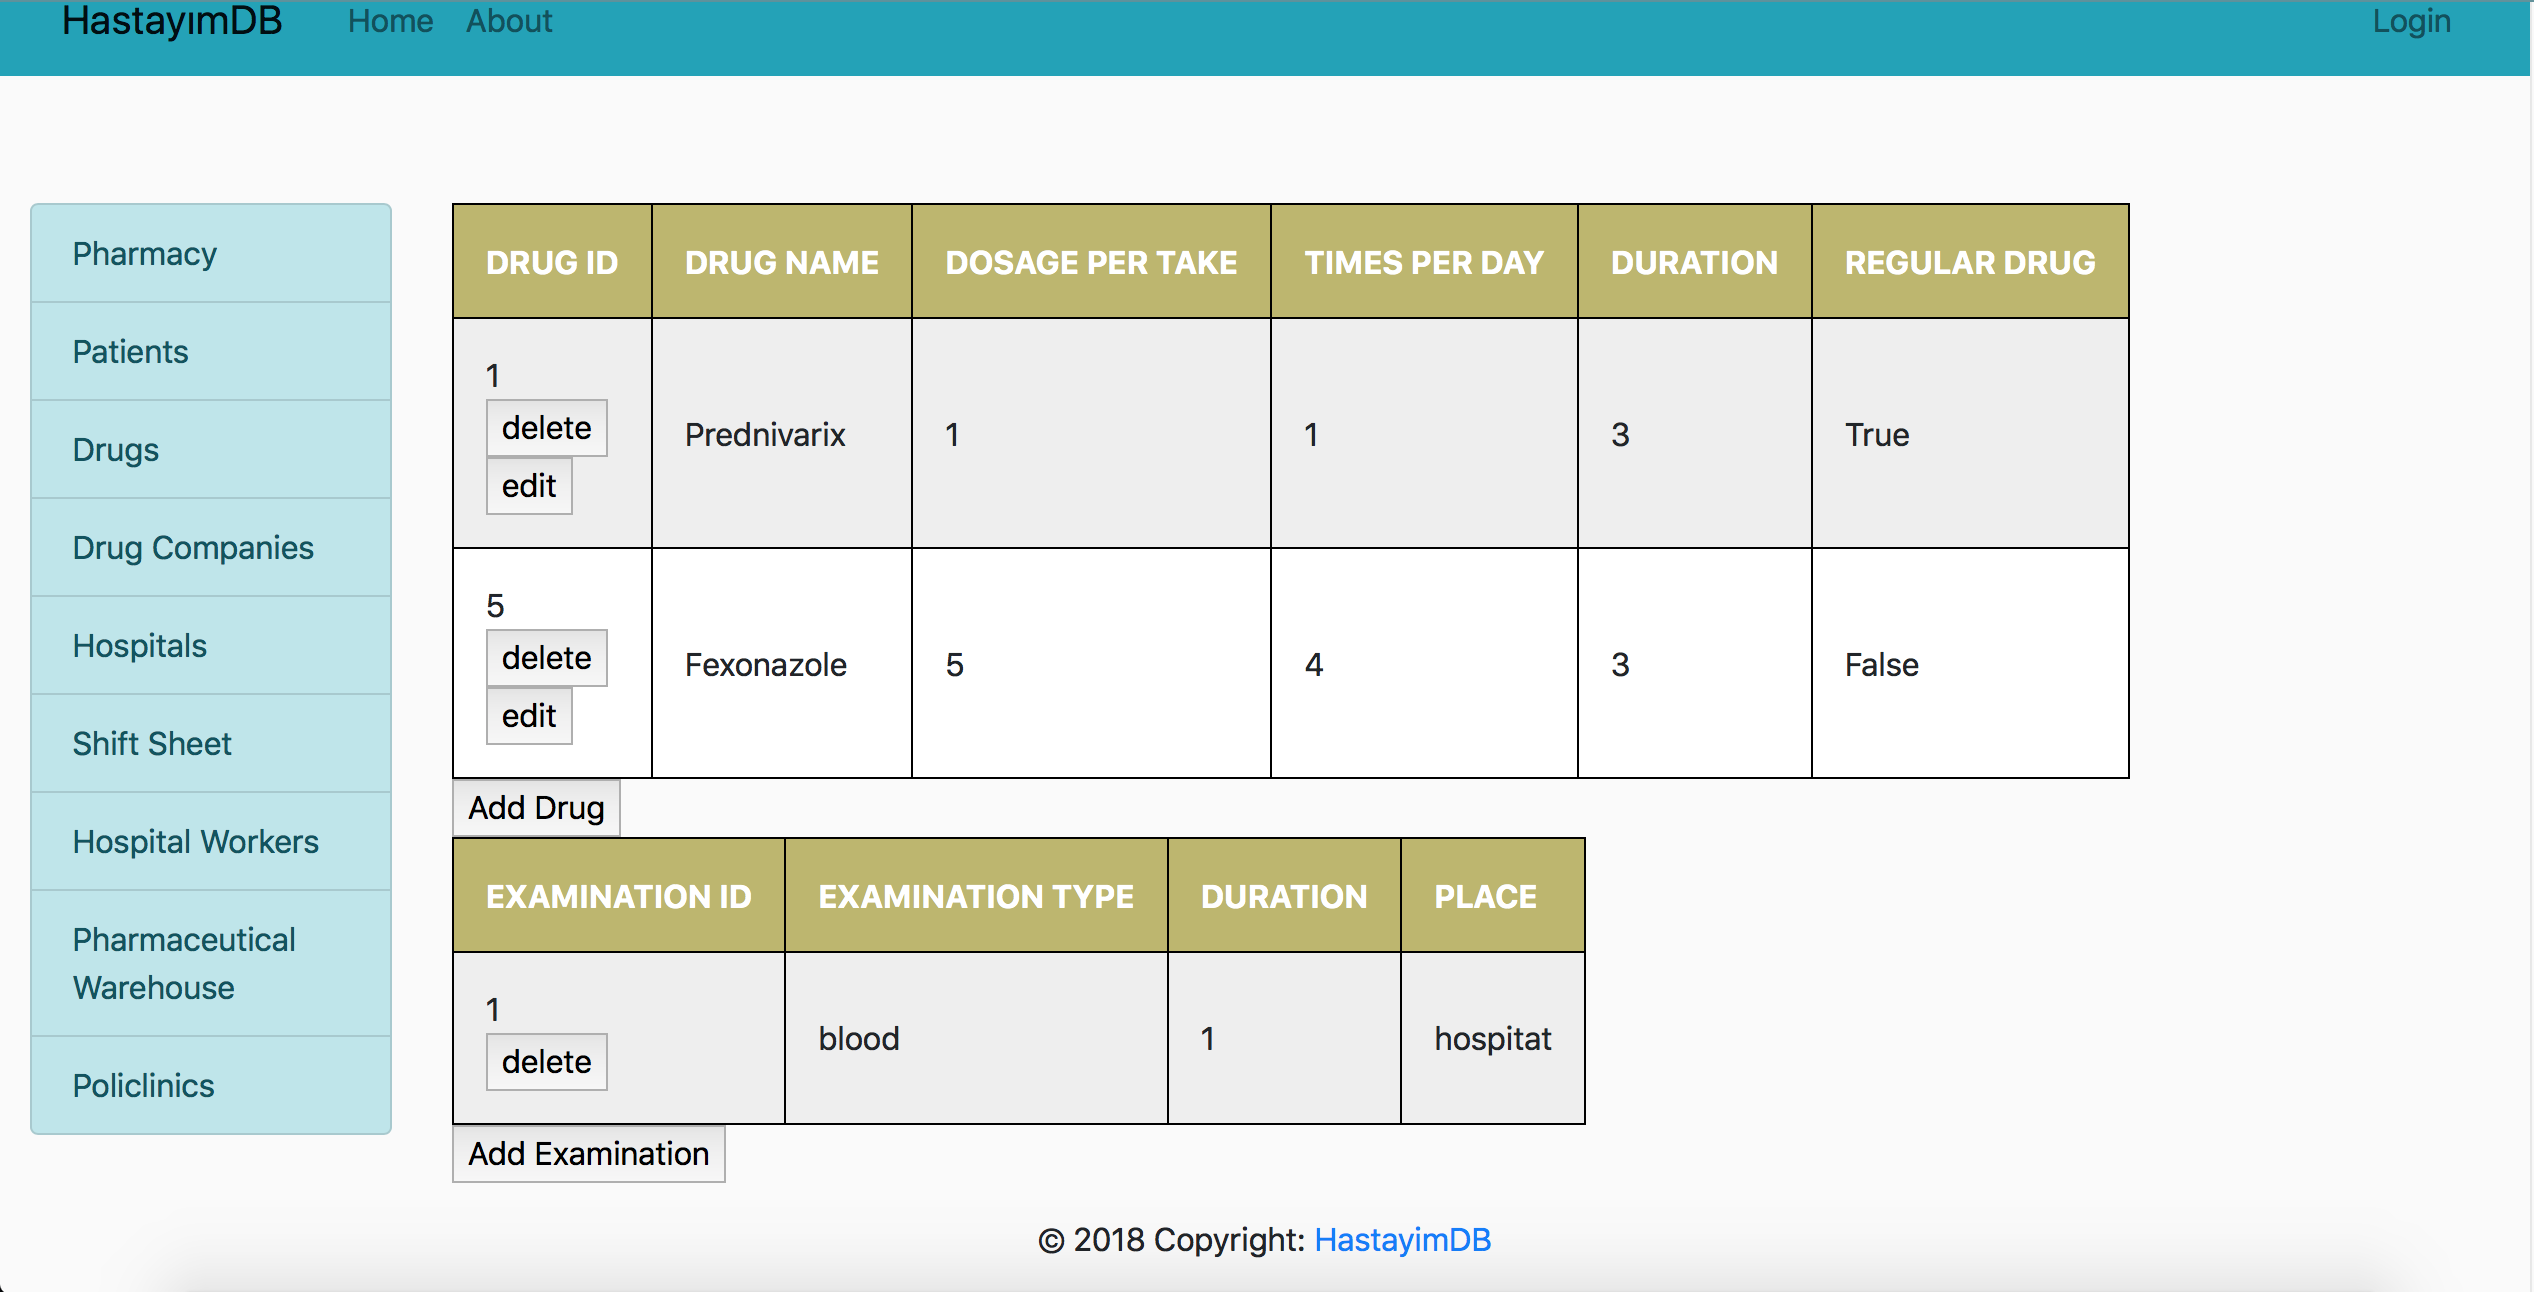 HastayımDB Home About Login
Pharmacy
Patients
Drugs
Drug Companies
Hospitals
Shift Sheet
Hospital Workers
Pharmaceutical
Warehouse
Policlinics
DRUG ID DRUG NAME DOSAGE PER TAKE TIMES PER DAY DURATION REGULAR DRUG
1
delete
edit
Prednivarix 1 1 3 True
5
delete
edit
Fexonazole 5 4 3 False
Add Drug
EXAMINATION ID EXAMINATION TYPE DURATION PLACE
1
delete
blood 1 hospitat
Add Examination
© 2018 Copyright: HastayimDB